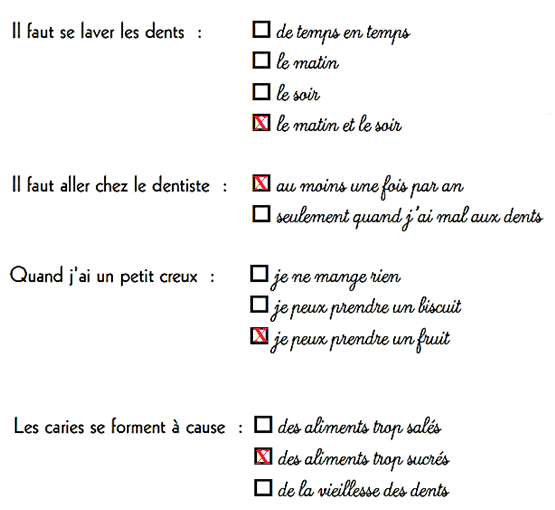 Il faut se laver les dents : ☐ de temps en temps
☐ le matin
☐ le soir
☒ le matin et le soir
Il faut aller chez le dentiste : ☒ au moins une fois par an
☐ seulement quand j'ai mal aux dents
Quand j'ai un petit creux : ☐ je ne mange rien
☐ je peux prendre un biscuit
☒ je peux prendre un fruit
Les caries se forment à cause : ☐ des aliments trop salés
☒ des aliments trop sucrés
☐ de la vieillesse des dents